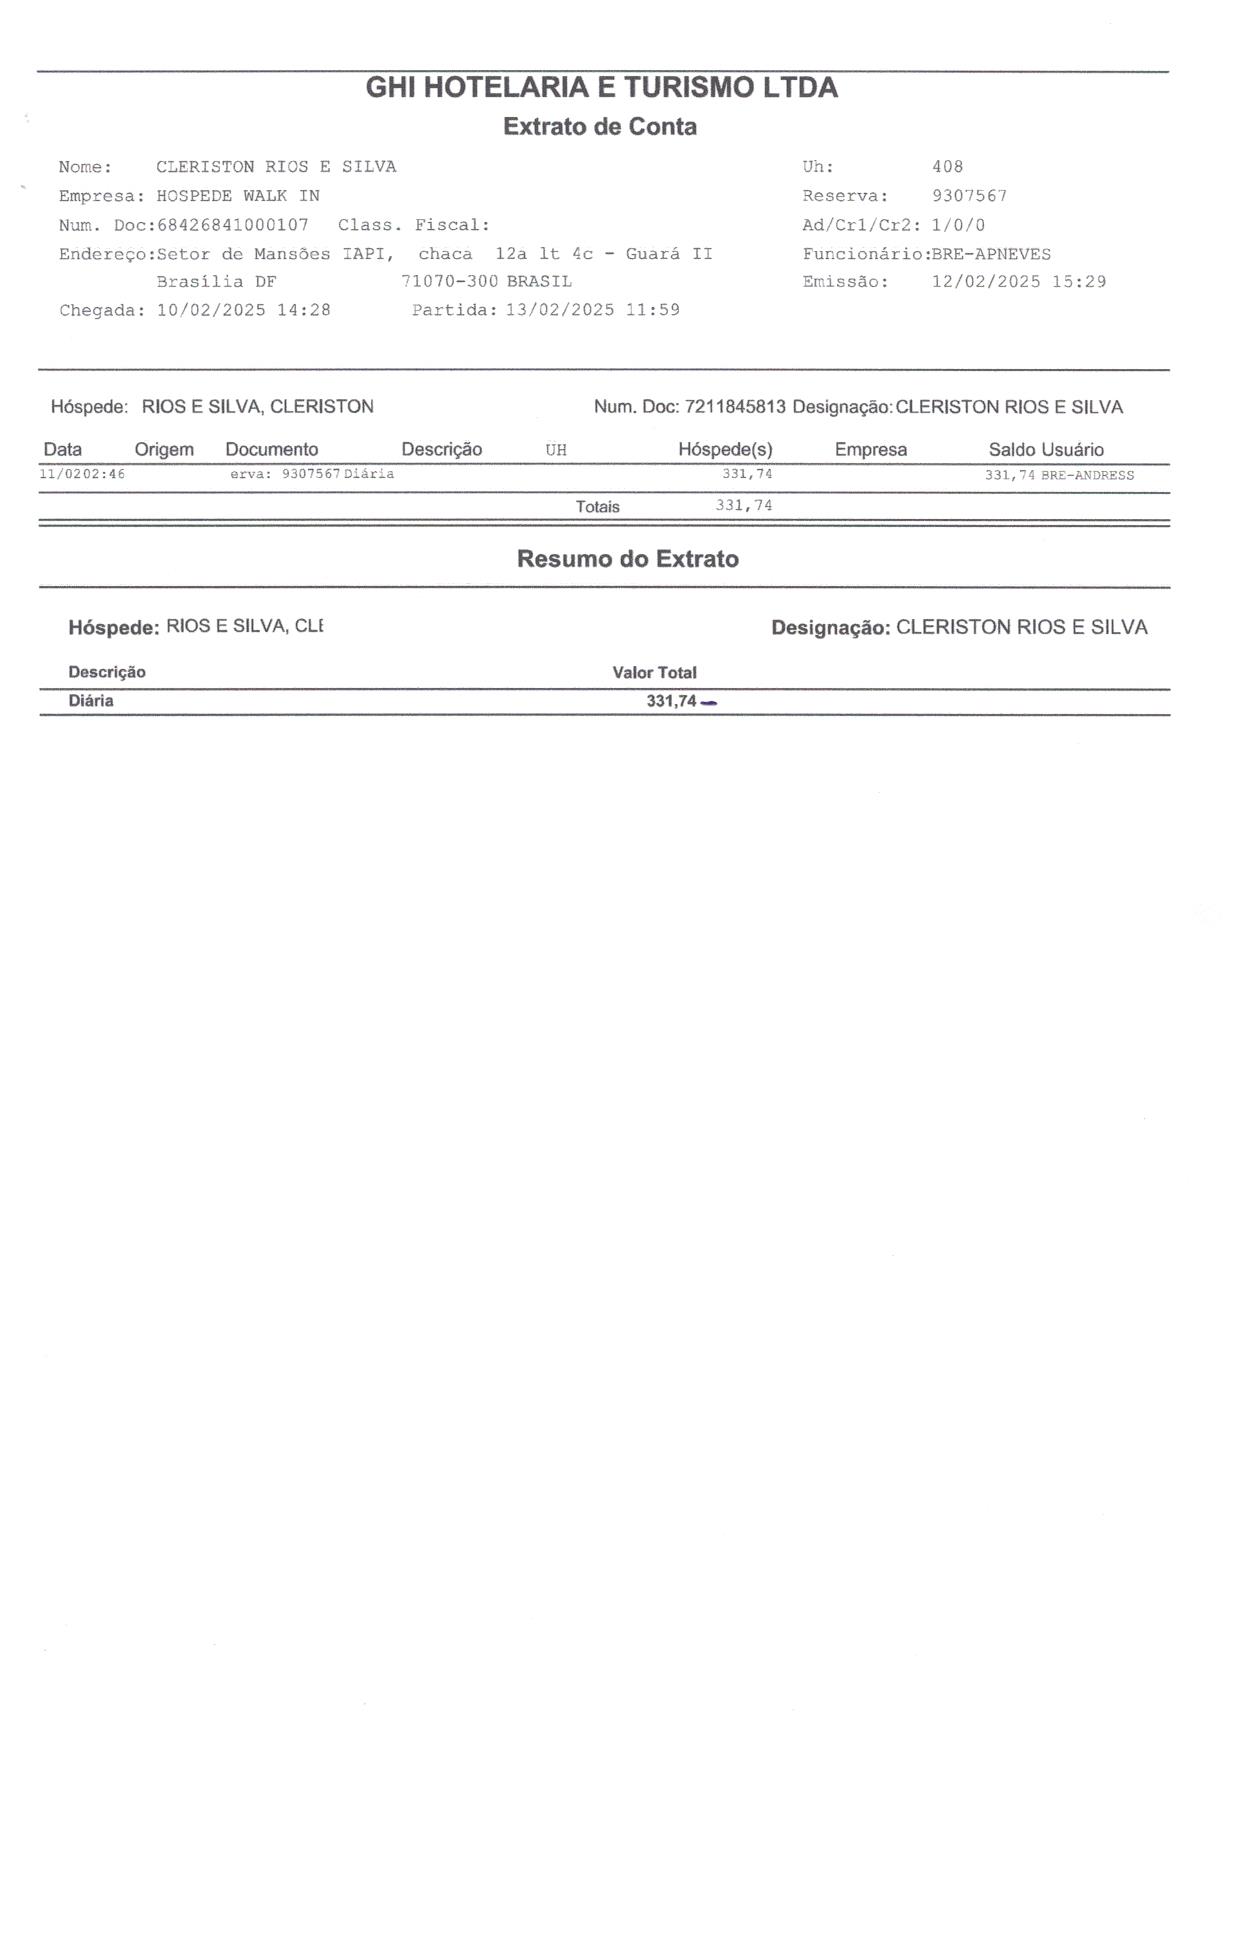 GHI HOTELARIA E TURISMO LTDA
Extrato de Conta
Nome: CLERISTON RIOS E SILVA Uh: 408
Empresa: HOSPEDE WALK IN Reserva: 9307567
Num. Doc:68426841000107 Class. Fiscal: Ad/Cr1/Cr2: 1/0/0
Endereço:Setor de Mansões IAPI, chaca 12a lt 4c - Guará II Funcionário:BRE-APNEVES
Brasília DF 71070-300 BRASIL Emissão: 12/02/2025 15:29
Chegada: 10/02/2025 14:28 Partida: 13/02/2025 11:59
Hóspede: RIOS E SILVA, CLERISTON Num. Doc: 7211845813 Designação: CLERISTON RIOS E SILVA
Data Origem Documento Descrição UH Hóspede(s) Empresa Saldo Usuário
11/0202:46 erva: 9307567 Diária 331,74 331,74 BRE-ANDRESS
Totais 331,74
Resumo do Extrato
Hóspede: RIOS E SILVA, CLE Designação: CLERISTON RIOS E SILVA
Descrição Valor Total
Diária 331,74